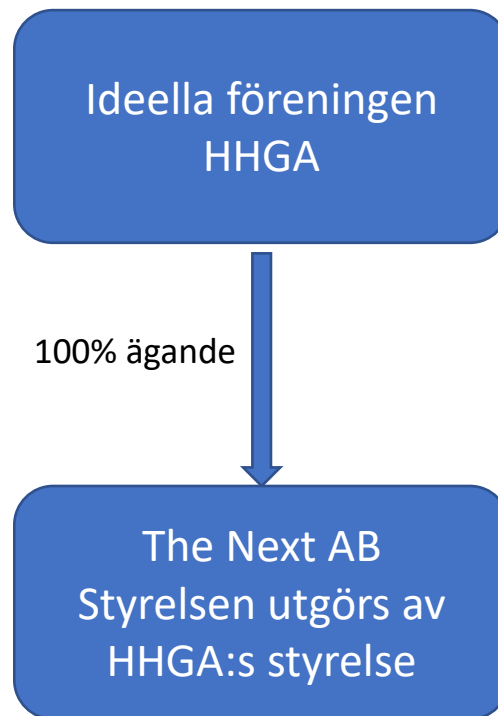 Ideella föreningen
HHGA
100% ägande
The Next AB
Styrelsen utgörs av
HHGA:s styrelse